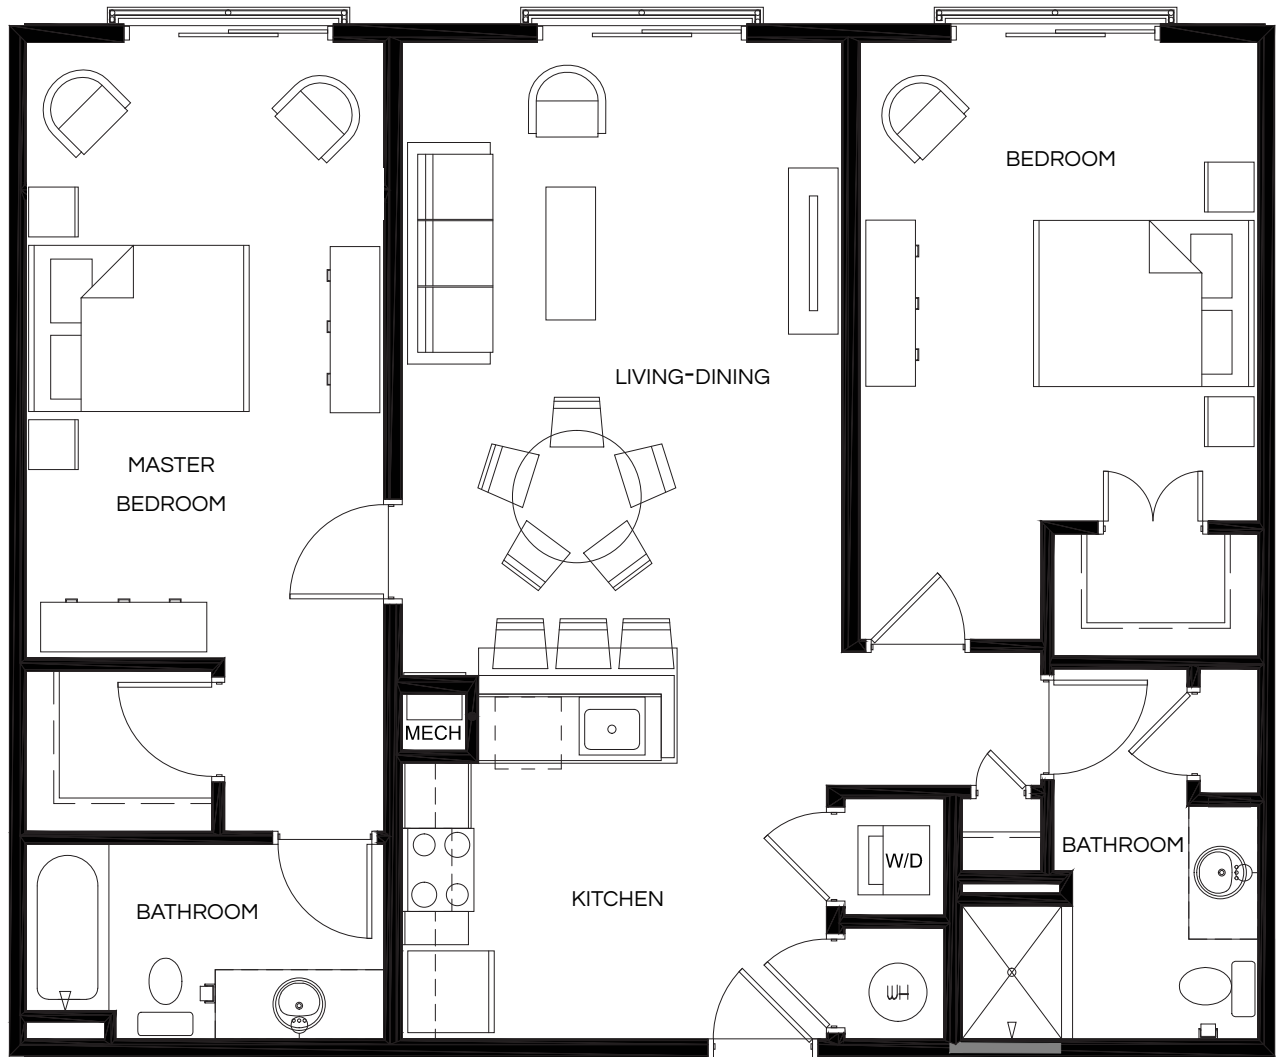 BEDROOM
LIVING-DINING
MASTER
BEDROOM
MECH
W/D
BATHROOM
KITCHEN
BATHROOM
WH